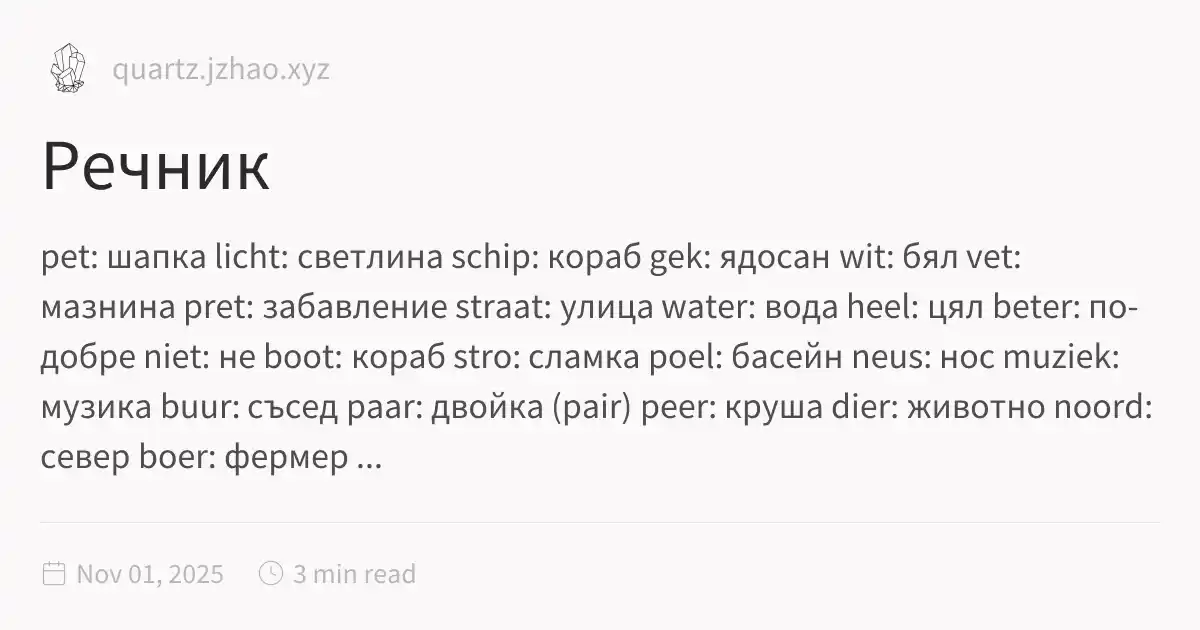 quartz.jzhao.xyz
Речник
pet: шапка licht: светлина schip: кораб gek: ядосан wit: бял vet:
мазнина pret: забавление straat: улица water: вода heel: цял beter: по-
добре niet: не boot: кораб stro: сламка poel: басейн neus: нос muziek:
музика buur: съсед paar: двойка (pair) peer: круша dier: животно noord:
север boer: фермер ...
Nov 01, 2025 3 min read